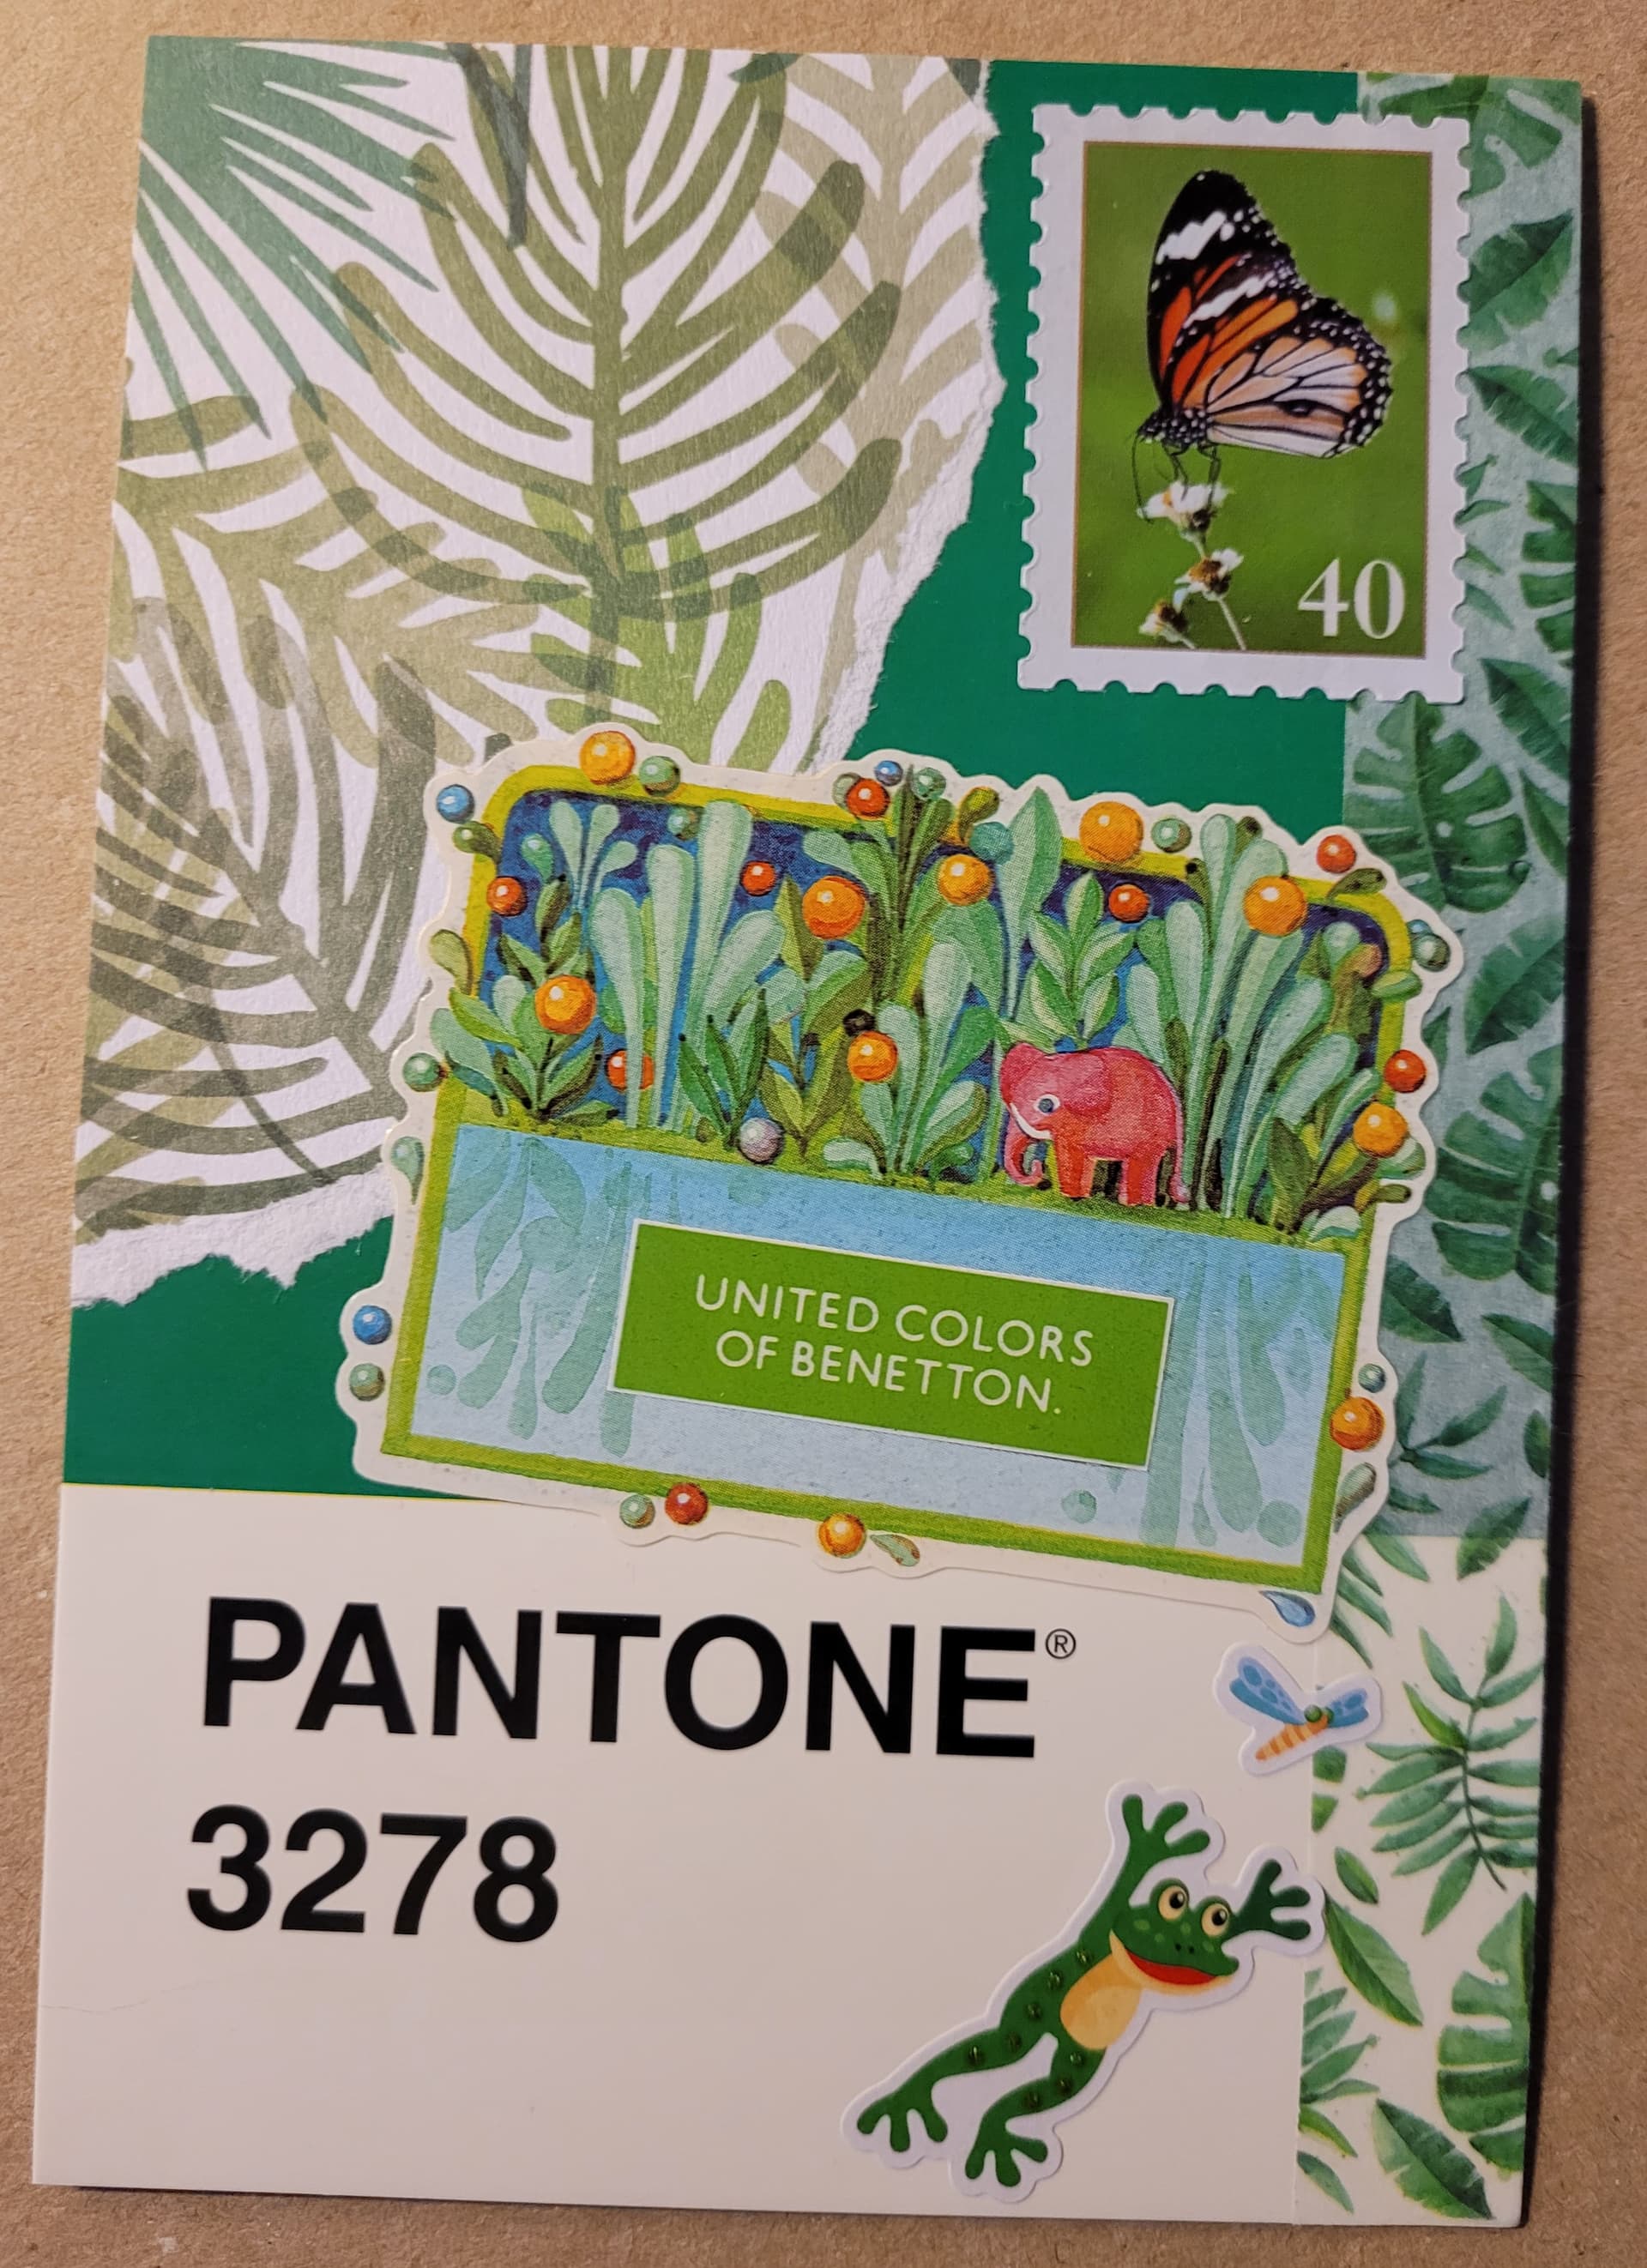 40
UNITED COLORS
OF BENETTON.
PANTONE®
3278